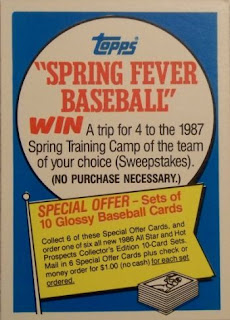 topps
"SPRING FEVER
BASEBALL"
WIN A trip for 4 to the 1987
Spring Training Camp of the team
of your choice (Sweepstakes).
(NO PURCHASE NECESSARY.)
SPECIAL OFFER – Sets of
10 Glossy Baseball Cards
Collect 6 of these Special Offer Cards, and
order one of six all new 1986 All Star and Hot
Prospects Collector's Edition 10-Card Sets.
Mail in 6 Special Offer Cards plus check or
money order for $1.00 (no cash) for each set
ordered.